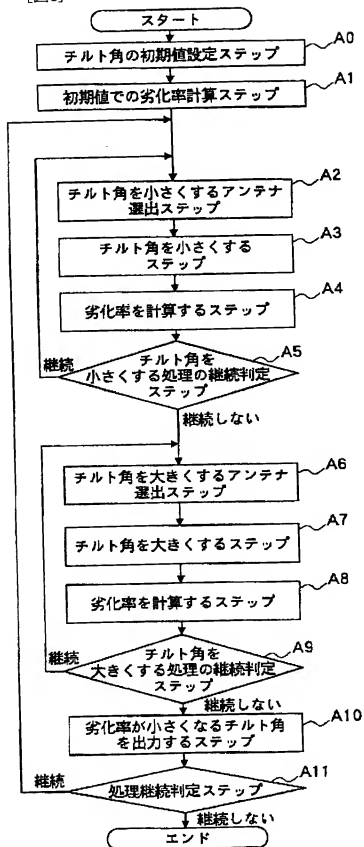 スタート
A0
チルト角の初期値設定ステップ
A1
初期値での劣化率計算ステップ
A2
チルト角を小さくするアンテナ
選出ステップ
A3
チルト角を小さくする
ステップ
A4
劣化率を計算するステップ
A5
チルト角を
小さくする処理の継続判定
ステップ
継続
継続しない
A6
チルト角を大きくするアンテナ
選出ステップ
A7
チルト角を大きくするステップ
A8
劣化率を計算するステップ
A9
チルト角を
大きくする処理の継続判定
ステップ
継続
継続しない
A10
劣化率が小さくなるチルト角
を出力するステップ
A11
処理継続判定ステップ
継続
継続しない
エンド